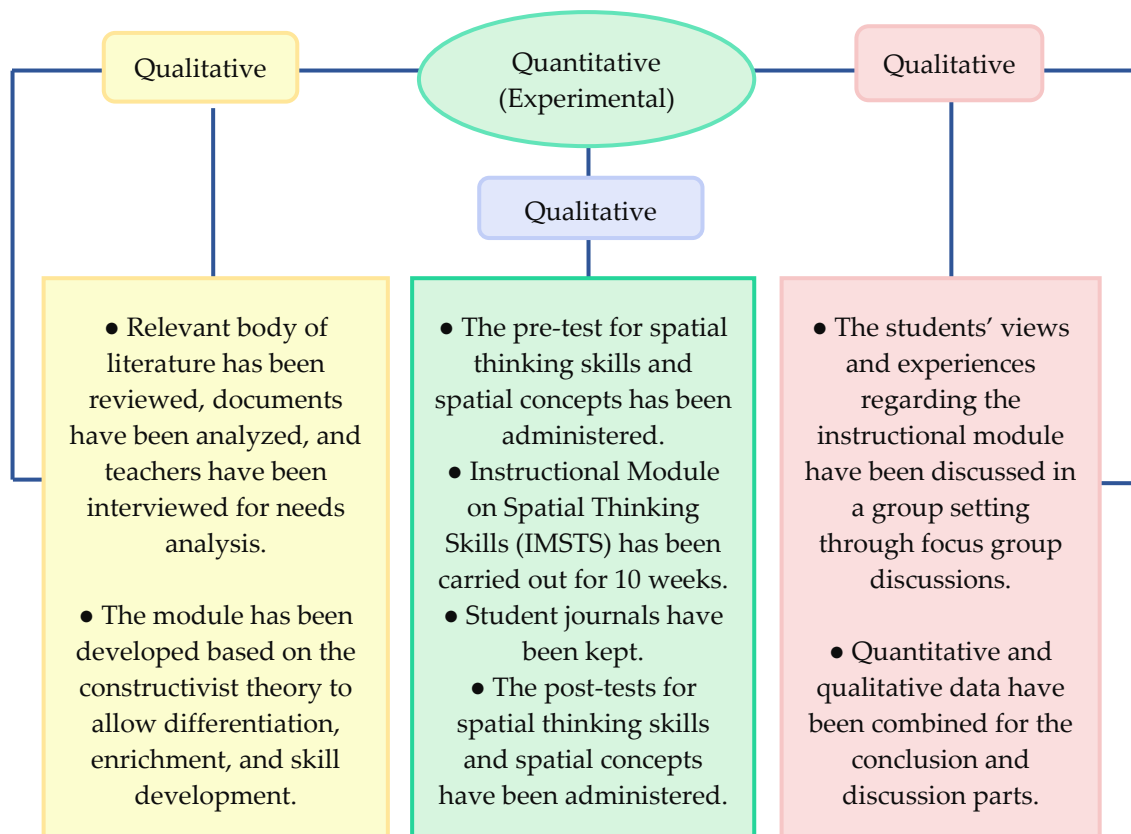 Qualitative
Quantitative
(Experimental)
Qualitative
Qualitative
● Relevant body of
literature has been
reviewed, documents
have been analyzed, and
teachers have been
interviewed for needs
analysis.
● The module has been
developed based on the
constructivist theory to
allow differentiation,
enrichment, and skill
development.
● The pre-test for spatial
thinking skills and
spatial concepts has been
administered.
● Instructional Module
on Spatial Thinking
Skills (IMSTS) has been
carried out for 10 weeks.
● Student journals have
been kept.
● The post-tests for
spatial thinking skills
and spatial concepts
have been administered.
● The students’ views
and experiences
regarding the
instructional module
have been discussed in
a group setting
through focus group
discussions.
● Quantitative and
qualitative data have
been combined for the
conclusion and
discussion parts.